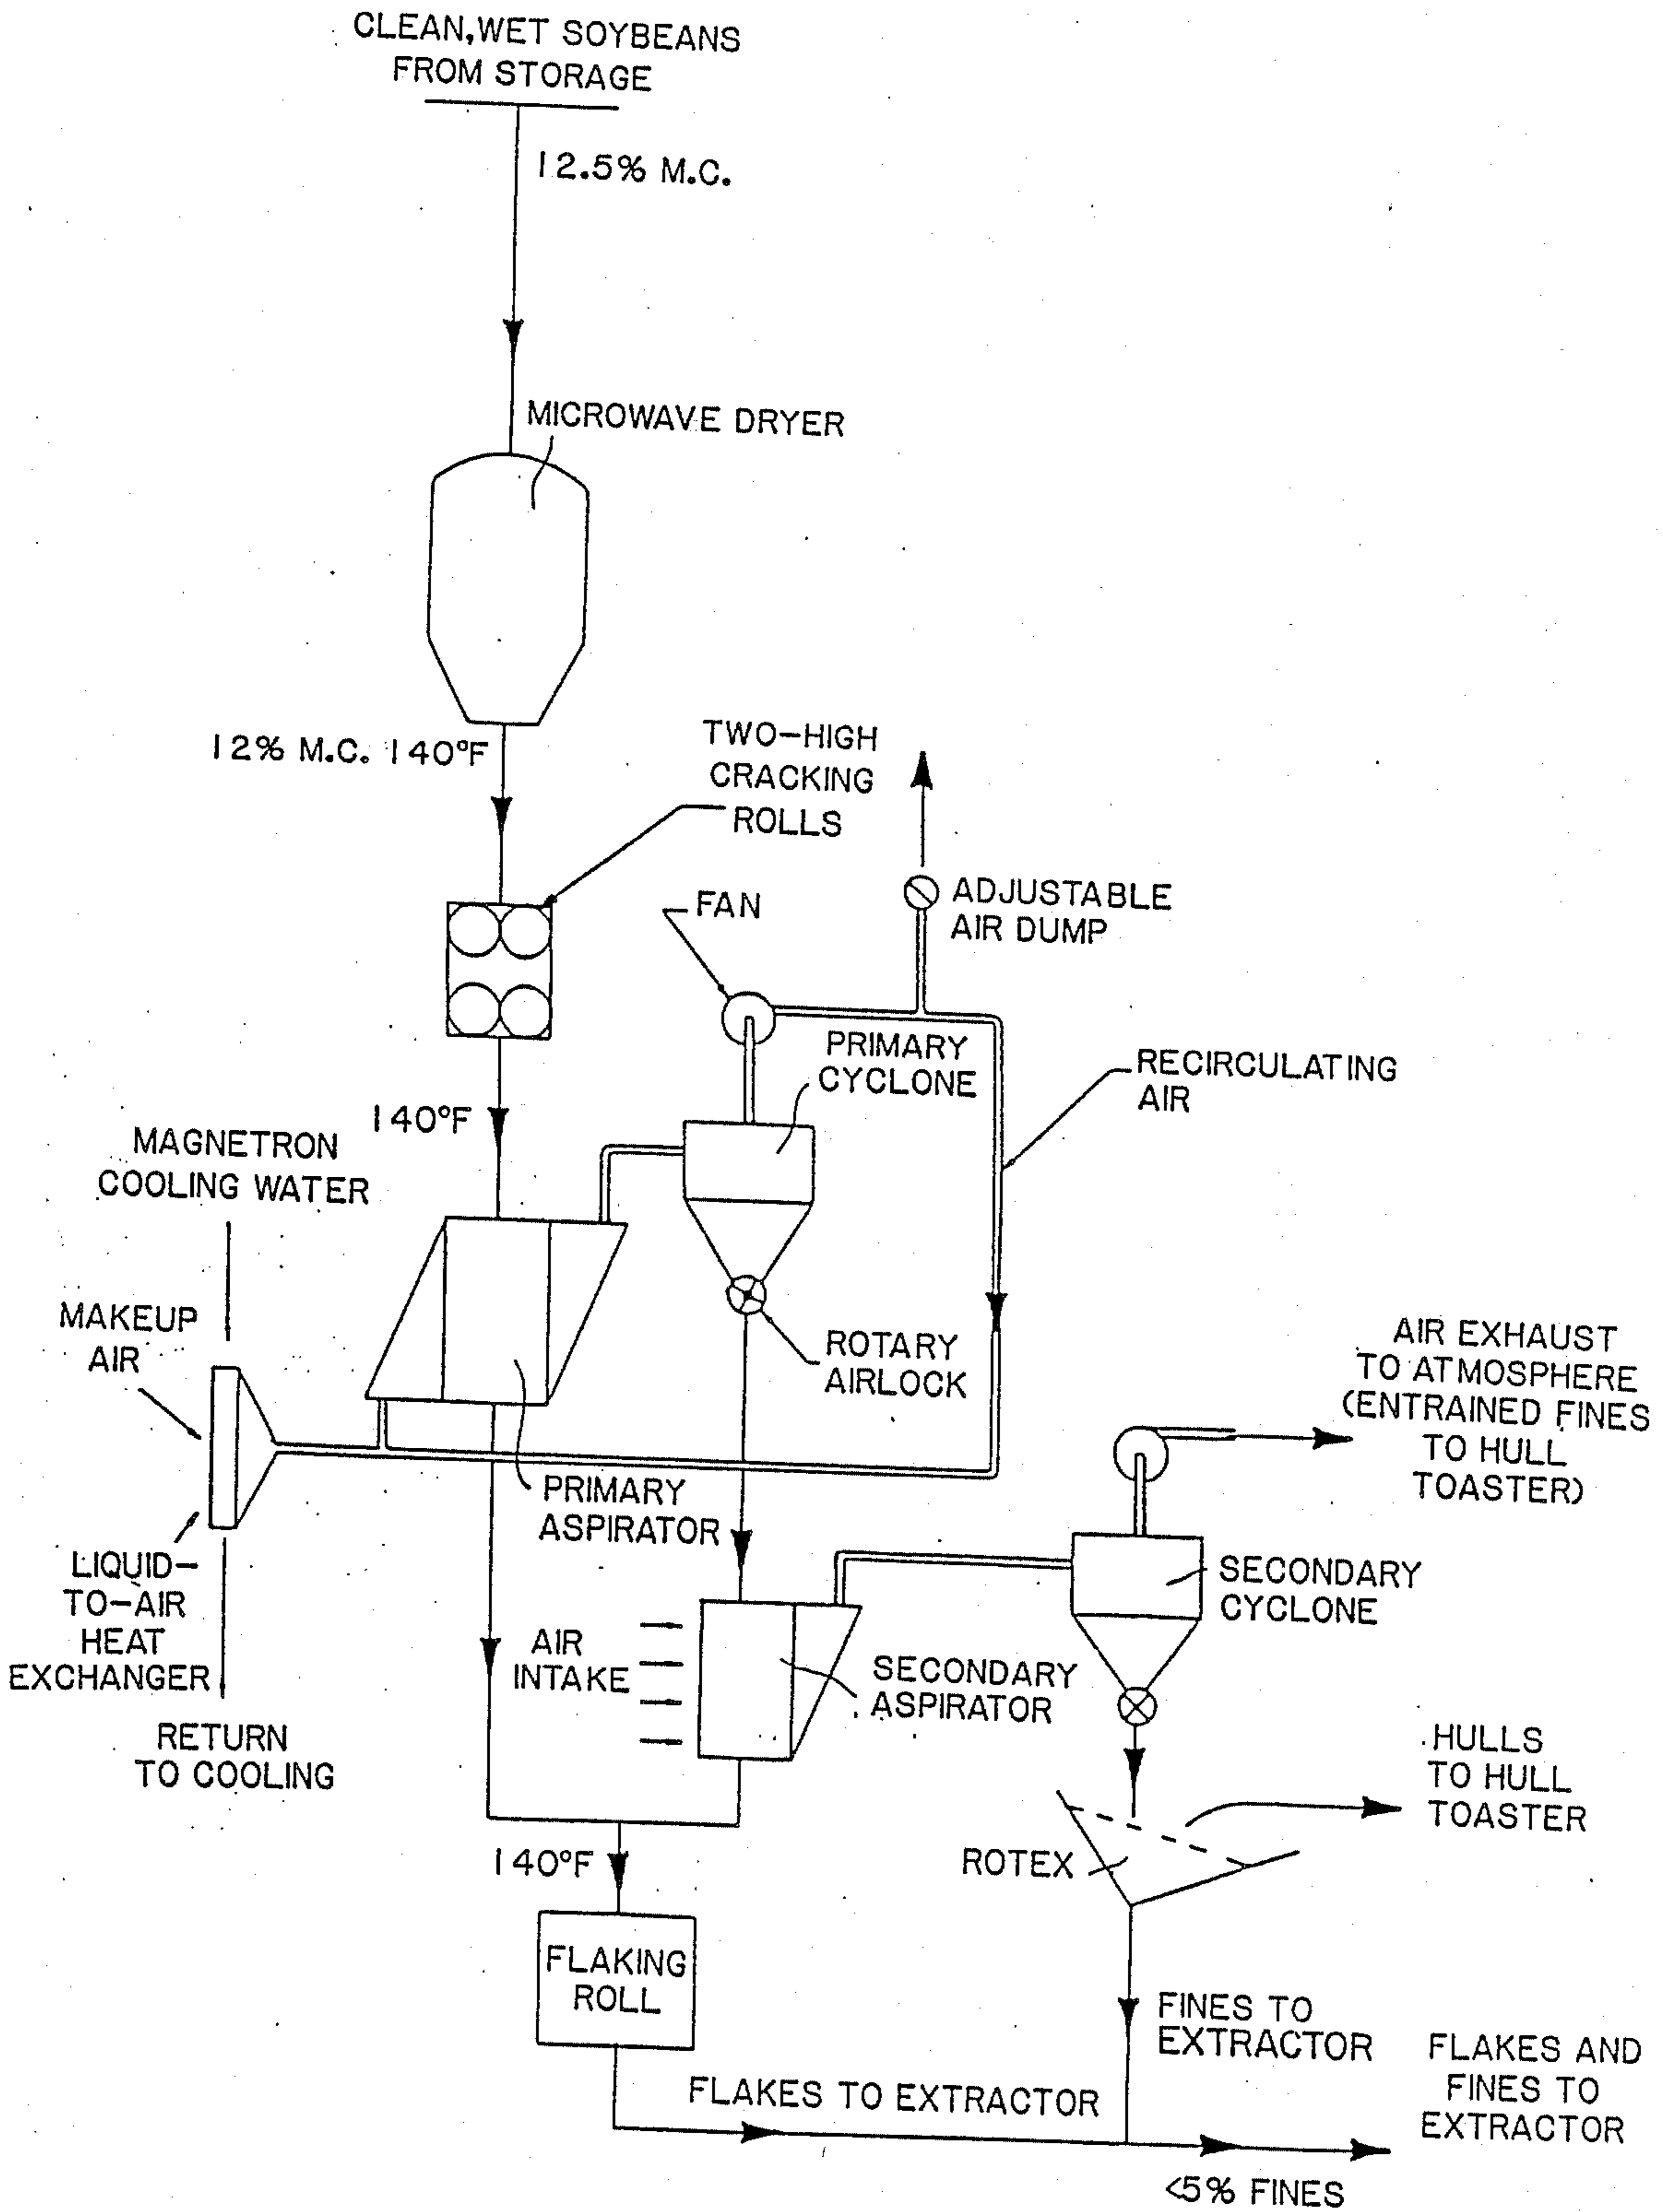 CLEAN,WET SOYBEANS
FROM STORAGE
12.5% M.C.
MICROWAVE DRYER
12% M.C. 140°F
TWO-HIGH
CRACKING
ROLLS
FAN
ADJUSTABLE
AIR DUMP
PRIMARY
CYCLONE
RECIRCULATING
AIR
140°F
MAGNETRON
COOLING WATER
MAKEUP
AIR
ROTARY
AIRLOCK
AIR EXHAUST
TO ATMOSPHERE
(ENTRAINED FINES
TO HULL
TOASTER)
PRIMARY
ASPIRATOR
LIQUID-
TO-AIR
HEAT
EXCHANGER
SECONDARY
CYCLONE
AIR
INTAKE
SECONDARY
ASPIRATOR
RETURN
TO COOLING
HULLS
TO HULL
TOASTER
140°F
ROTEX
FLAKING
ROLL
FINES TO
EXTRACTOR
FLAKES AND
FINES TO
EXTRACTOR
FLAKES TO EXTRACTOR
<5% FINES